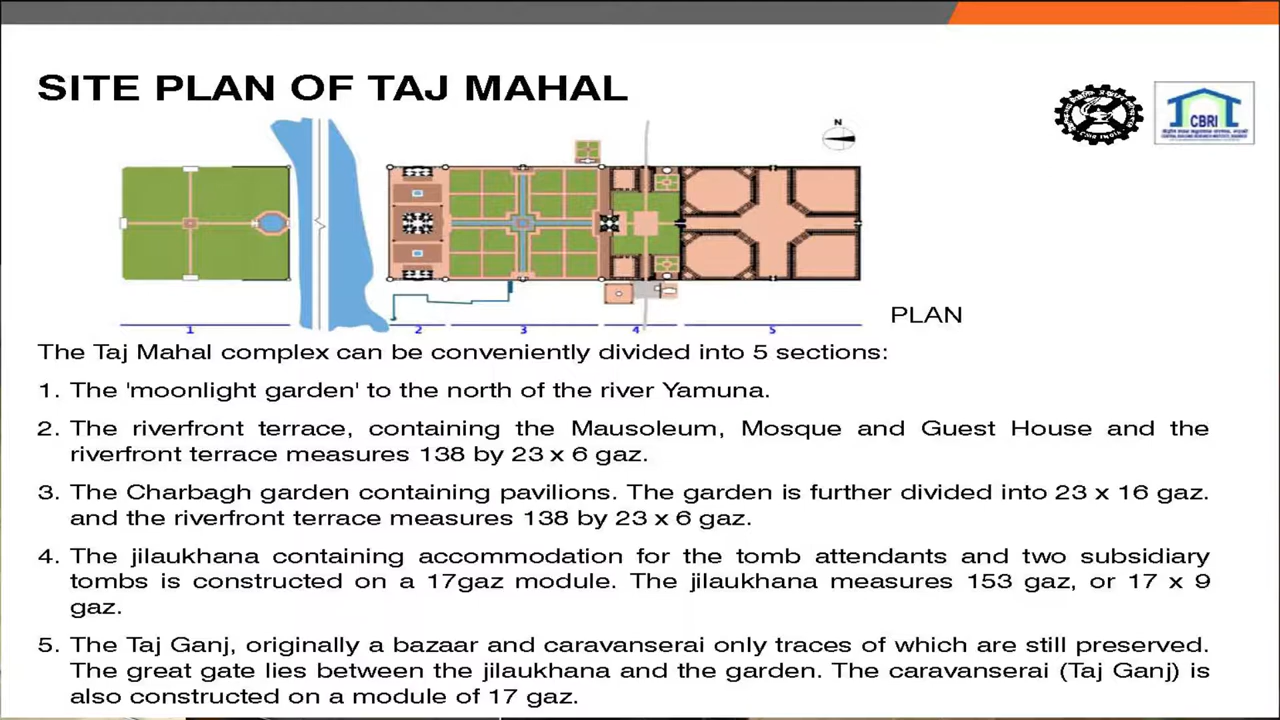 SITE PLAN OF TAJ MAHAL
CBRI
N
1
2
3
4
5
PLAN
The Taj Mahal complex can be conveniently divided into 5 sections:
1. The 'moonlight garden' to the north of the river Yamuna.
2. The riverfront terrace, containing the Mausoleum, Mosque and Guest House and the
riverfront terrace measures 138 by 23 x 6 gaz.
3. The Charbagh garden containing pavilions. The garden is further divided into 23 x 16 gaz.
and the riverfront terrace measures 138 by 23 x 6 gaz.
4. The jilaukhana containing accommodation for the tomb attendants and two subsidiary
tombs is constructed on a 17gaz module. The jilaukhana measures 153 gaz, or 17 x 9
gaz.
5. The Taj Ganj, originally a bazaar and caravanserai only traces of which are still preserved.
The great gate lies between the jilaukhana and the garden. The caravanserai (Taj Ganj) is
also constructed on a module of 17 gaz.